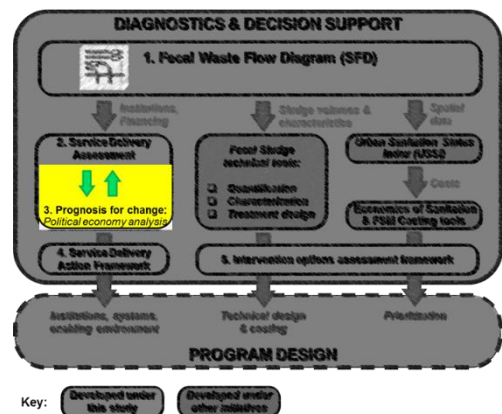 DIAGNOSTICS & DECISION SUPPORT
1. Fecal Waste Flow Diagram (SFD)
Institutions,
Financing
Sludge volumes &
characteristics
Spatial
data
2. Service Delivery
Assessment
Fecal Sludge
technical tools:
❑ Quantification
❑ Characterization
❑ Treatment design
Urban Sanitation Status
Index (USSI)
Costs
3. Prognosis for change:
Political economy analysis
Economics of Sanitation
& FSM Costing tools
4. Service Delivery
Action Framework
5. Intervention options assessment framework
Institutions, systems,
enabling environment
Technical design
& costing
Prioritization
PROGRAM DESIGN
Key:
Developed under
this study
Developed under
other initiatives